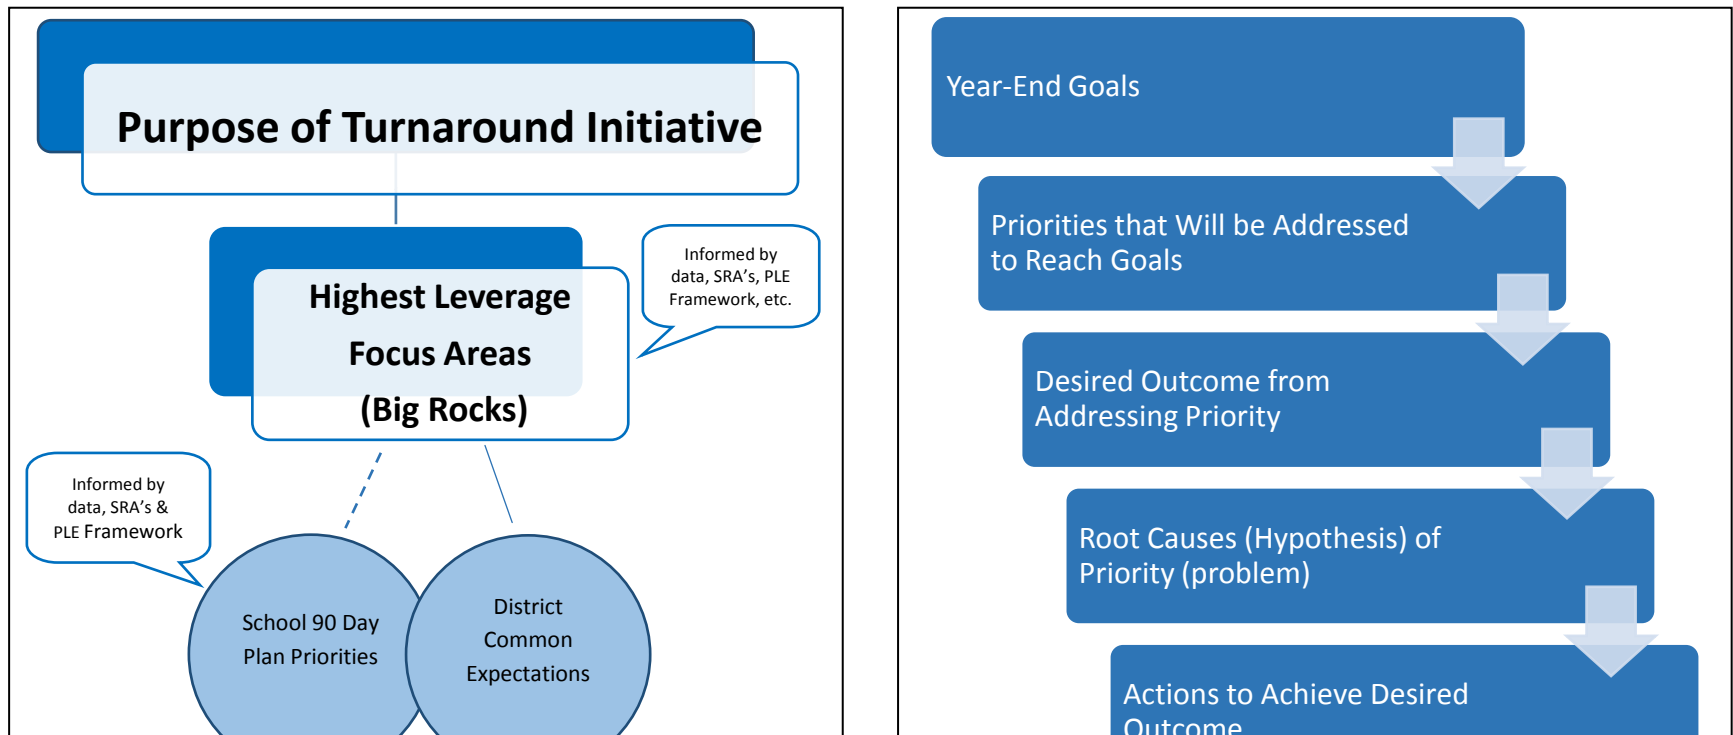 Purpose of Turnaround Initiative
Informed by
data, SRA's, PLE
Framework, etc.
Highest Leverage
Focus Areas
(Big Rocks)
Informed by
data, SRA's &
PLE Framework
School 90 Day
Plan Priorities
District
Common
Expectations
Year-End Goals
Priorities that Will be Addressed
to Reach Goals
Desired Outcome from
Addressing Priority
Root Causes (Hypothesis) of
Priority (problem)
Actions to Achieve Desired
Outcome